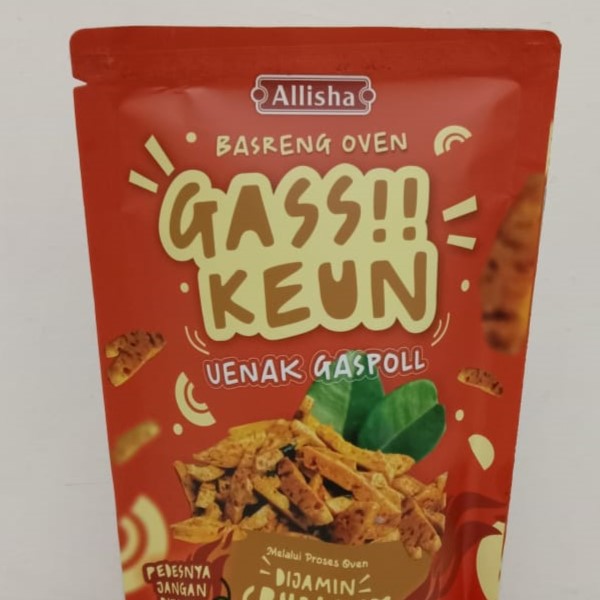 Allisha
BASRENG OVEN
GASS!!
KEUN
UENAK GASPOLL
Melalui Proses Oven
DIJAMIN
PEDESNYA
JANGAN